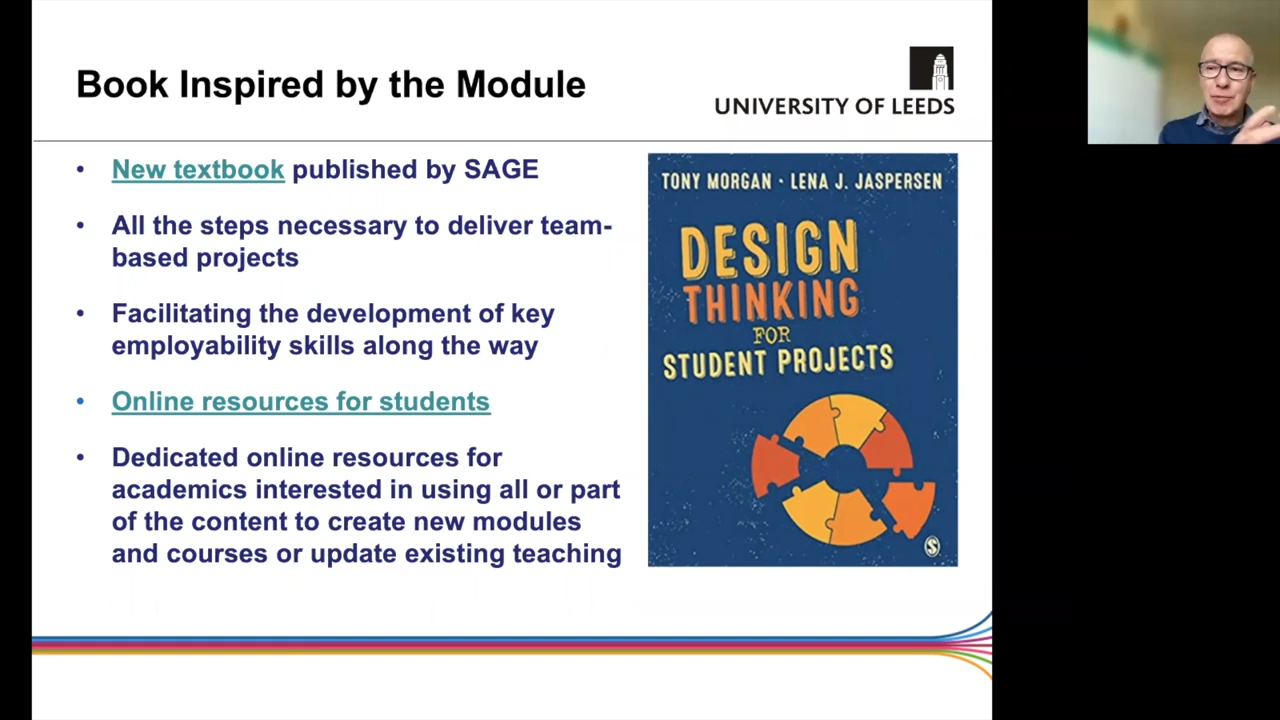 Book Inspired by the Module
UNIVERSITY OF LEEDS
• New textbook published by SAGE
• All the steps necessary to deliver team-
based projects
• Facilitating the development of key
employability skills along the way
• Online resources for students
• Dedicated online resources for
academics interested in using all or part
of the content to create new modules
and courses or update existing teaching
TONY MORGAN · LENA J. JASPERSEN
DESIGN
THINKING
FOR
STUDENT PROJECTS
S